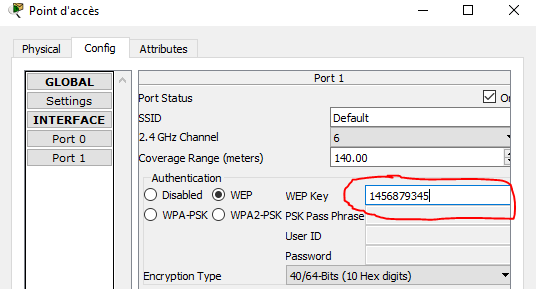 Point d'accès
Physical Config Attributes
GLOBAL
Settings
INTERFACE
Port 0
Port 1
Port 1
Port Status
SSID Default
2.4 GHz Channel 6
Coverage Range (meters) 140.00
Authentication
Disabled WEP WEP Key 1456879345
WPA-PSK WPA2-PSK PSK Pass Phrase
User ID
Password
Encryption Type 40/64-Bits (10 Hex digits)